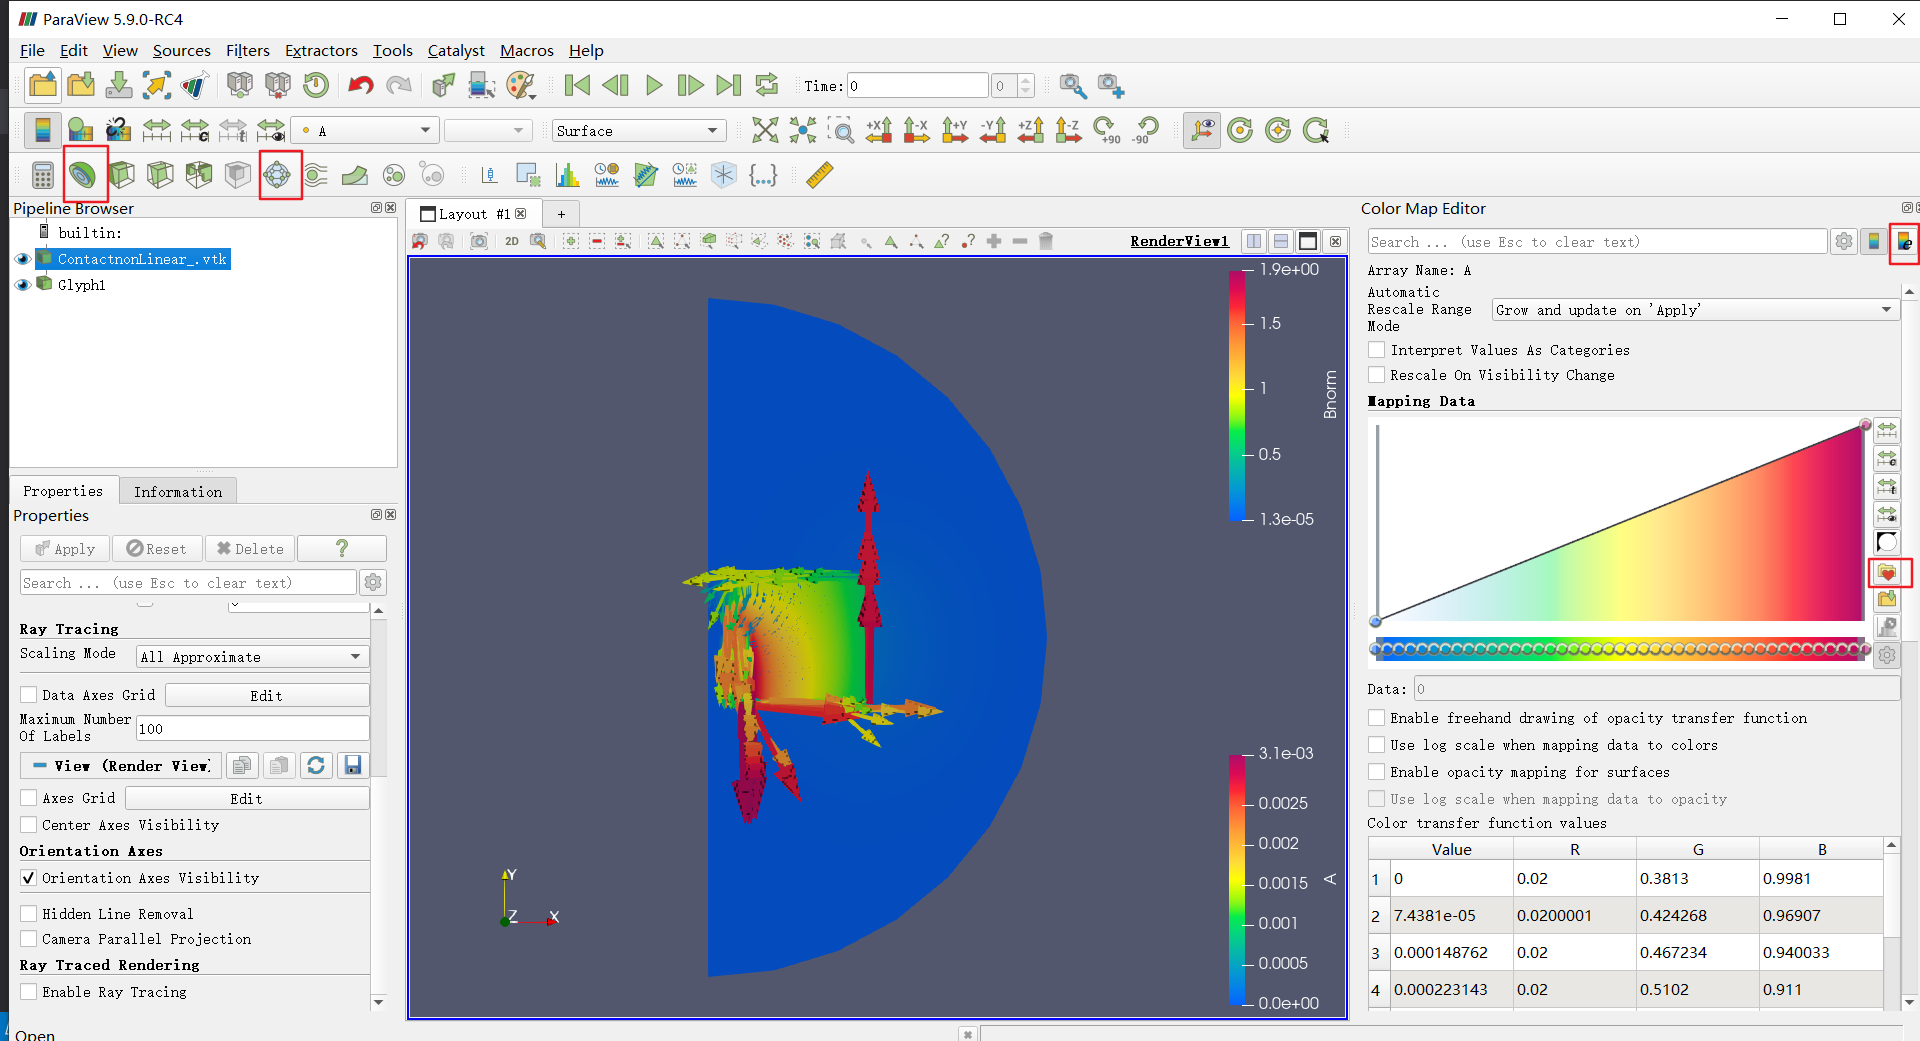 ParaView 5.9.0-RC4
File Edit View Sources Filters Extractors Tools Catalyst Macros Help
Time: 0 0
A Surface +X -X +Y -Y +Z -Z +90 -90
Pipeline Browser
builtin:
ContactnonLinear_.vtk
Glyph1
Properties Information
Properties
Apply Reset Delete ?
Search ... (use Esc to clear text)
Ray Tracing
Scaling Mode All Approximate
Data Axes Grid Edit
Maximum Number
Of Labels 100
View (Render View)
Axes Grid Edit
Center Axes Visibility
Orientation Axes
Orientation Axes Visibility
Hidden Line Removal
Camera Parallel Projection
Ray Traced Rendering
Enable Ray Tracing
Open
Layout #1 +
2D RenderView1
1.9e+00
1.5
1
0.5
1.3e-05
Bnorm
3.1e-03
0.0025
0.002
0.0015
0.001
0.0005
0.0e+00
A
Y
Z X
Color Map Editor
Search ... (use Esc to clear text)
Array Name: A
Automatic
Rescale Range
Mode
Grow and update on 'Apply'
Interpret Values As Categories
Rescale On Visibility Change
Mapping Data
Data: 0
Enable freehand drawing of opacity transfer function
Use log scale when mapping data to colors
Enable opacity mapping for surfaces
Use log scale when mapping data to opacity
Color transfer function values
Value R G B
1 0 0.02 0.3813 0.9981
2 7.4381e-05 0.0200001 0.424268 0.96907
3 0.000148762 0.02 0.467234 0.940033
4 0.000223143 0.02 0.5102 0.911